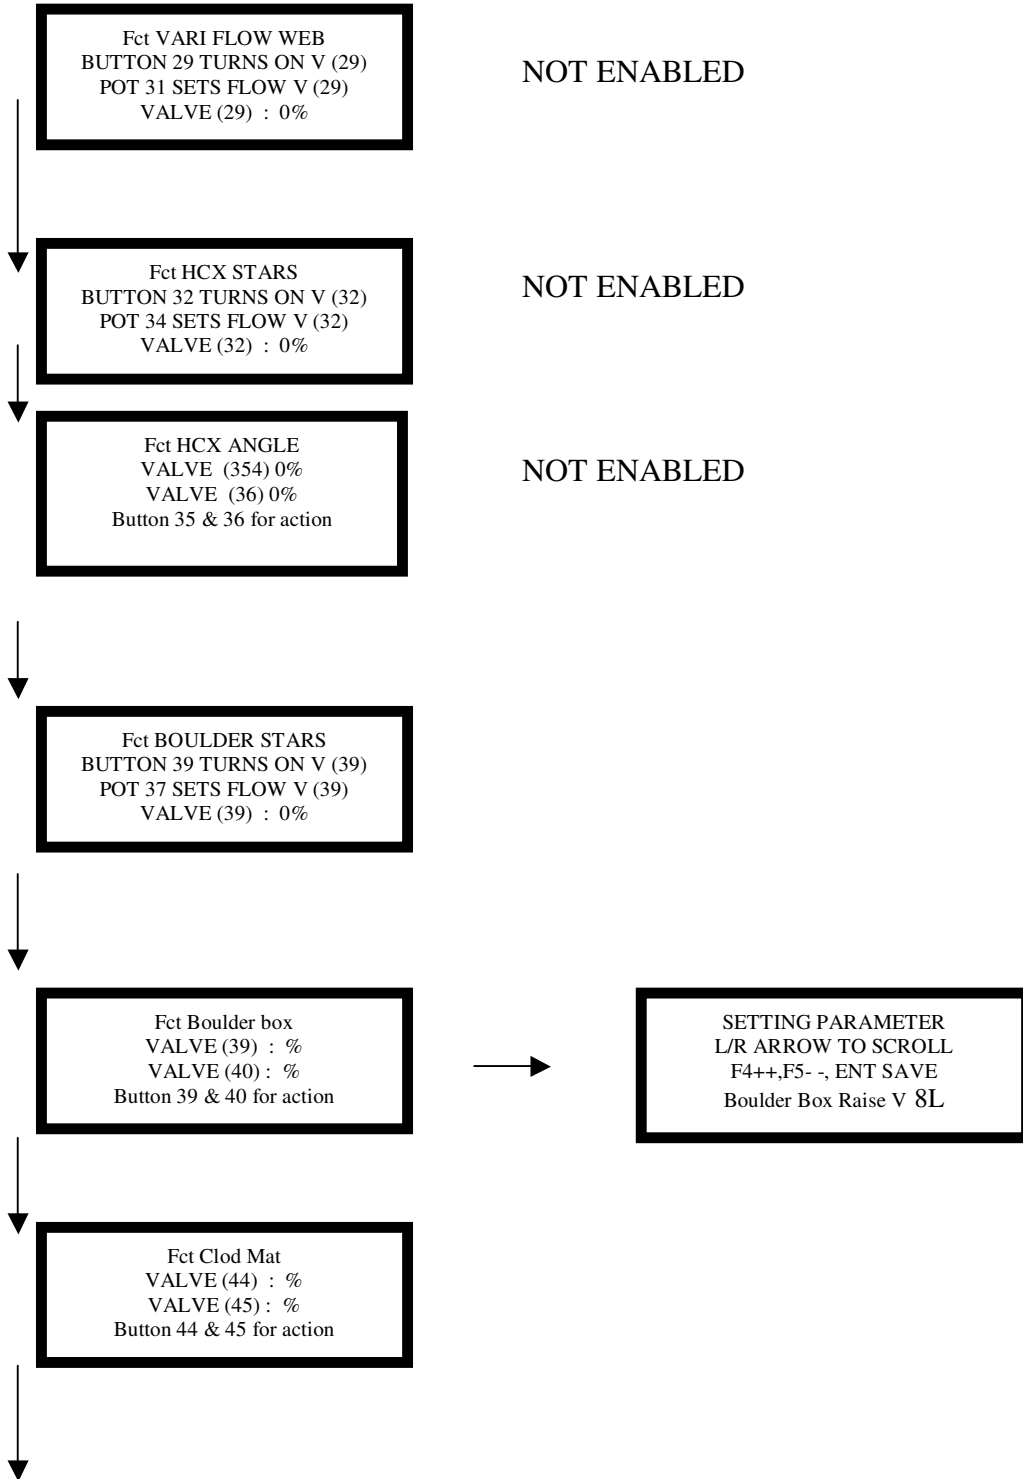 Fct VARI FLOW WEB
BUTTON 29 TURNS ON V (29)
POT 31 SETS FLOW V (29)
VALVE (29) : 0%
NOT ENABLED
Fct HCX STARS
BUTTON 32 TURNS ON V (32)
POT 34 SETS FLOW V (32)
VALVE (32) : 0%
NOT ENABLED
Fct HCX ANGLE
VALVE (354) 0%
VALVE (36) 0%
Button 35 & 36 for action
NOT ENABLED
Fct BOULDER STARS
BUTTON 39 TURNS ON V (39)
POT 37 SETS FLOW V (39)
VALVE (39) : 0%
Fct Boulder box
VALVE (39) : %
VALVE (40) : %
Button 39 & 40 for action
SETTING PARAMETER
L/R ARROW TO SCROLL
F4++,F5- -, ENT SAVE
Boulder Box Raise V 8L
Fct Clod Mat
VALVE (44) : %
VALVE (45) : %
Button 44 & 45 for action